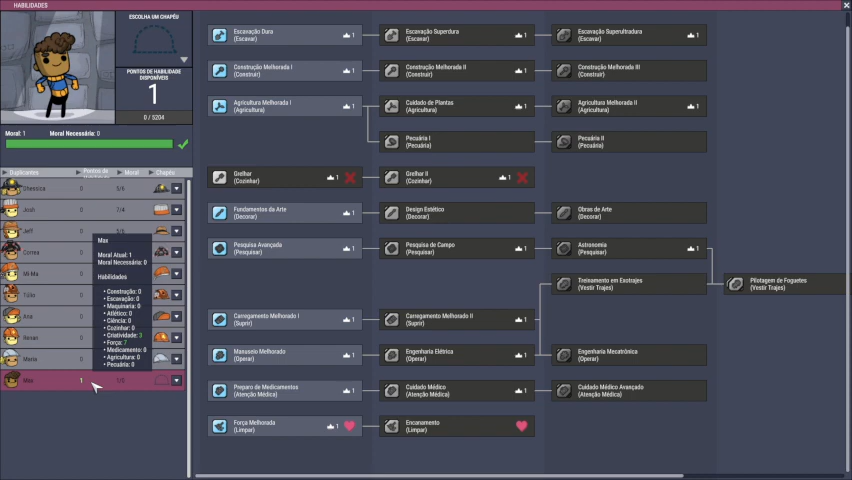 HABILIDADES
ESCOLHA UM CHAPÉU
PONTOS DE HABILIDADE
DISPONÍVEIS
1
0 / 5204
Moral: 1 Moral Necessária: 0
Duplicantes Pontos de Habilidade Moral Chapéu
Ghessica 0 5/6
Josh 0 7/4
Jeff 0 5/6
Correa 0
Mi Ma 0
Túlio 0
Ana 0
Renan 0
Marie 0
Max 1 1/0
Max
Moral Atual: 1
Moral Necessária: 0
Habilidades
• Construção: 0
• Escavação: 0
• Maquinaria: 0
• Atlético: 0
• Ciência: 0
• Cozinhar: 0
• Criatividade: 3
• Força: 7
• Medicamento: 0
• Agricultura: 0
• Pecuária: 0
Escavação Dura
(Escavar)
1
Escavação Superdura
(Escavar)
1
Escavação Superultradura
(Escavar)
1
Construção Melhorada I
(Construir)
1
Construção Melhorada II
(Construir)
1
Construção Melhorada III
(Construir)
1
Agricultura Melhorada I
(Agricultura)
1
Cuidado de Plantas
(Agricultura)
1
Agricultura Melhorada II
(Agricultura)
1
Pecuária I
(Pecuária)
Pecuária II
(Pecuária)
Grelhar
(Cozinhar)
1
Grelhar II
(Cozinhar)
1
Fundamentos da Arte
(Decorar)
1
Design Estético
(Decorar)
1
Obras de Arte
(Decorar)
Pesquisa Avançada
(Pesquisar)
1
Pesquisa de Campo
(Pesquisar)
1
Astronomia
(Pesquisar)
1
Treinamento em Exotrajes
(Vestir Trajes)
Pilotagem de Foguetes
(Vestir Trajes)
Carregamento Melhorado I
(Suprir)
1
Carregamento Melhorado II
(Suprir)
1
Manuseio Melhorado
(Operar)
1
Engenharia Elétrica
(Operar)
1
Engenharia Mecatrônica
(Operar)
Preparo de Medicamentos
(Atenção Médica)
1
Cuidado Médico
(Atenção Médica)
1
Cuidado Médico Avançado
(Atenção Médica)
Força Melhorada
(Limpar)
1
Encanamento
(Limpar)